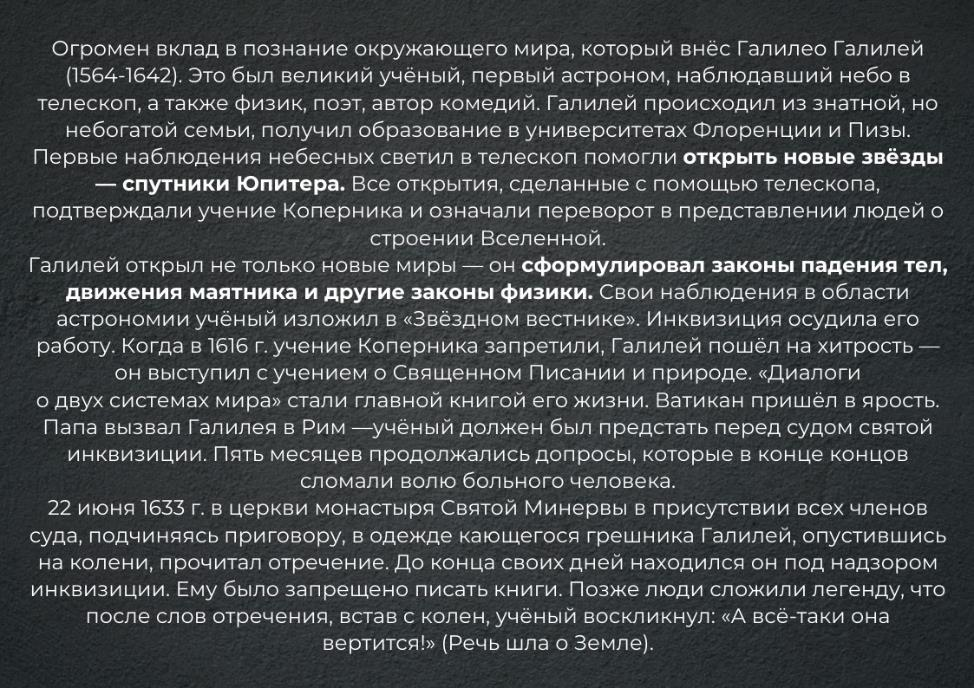 Огромен вклад в познание окружающего мира, который внёс Галилео Галилей
(1564-1642). Это был великий учёный, первый астроном, наблюдавший небо в
телескоп, а также физик, поэт, автор комедий. Галилей происходил из знатной, но
небогатой семьи, получил образование в университетах Флоренции и Пизы.
Первые наблюдения небесных светил в телескоп помогли открыть новые звёзды
— спутники Юпитера. Все открытия, сделанные с помощью телескопа,
подтверждали учение Коперника и означали переворот в представлении людей о
строении Вселенной.
Галилей открыл не только новые миры — он сформулировал законы падения тел,
движения маятника и другие законы физики. Свои наблюдения в области
астрономии учёный изложил в «Звёздном вестнике». Инквизиция осудила его
работу. Когда в 1616 г. учение Коперника запретили, Галилей пошёл на хитрость —
он выступил с учением о Священном Писании и природе. «Диалоги
о двух системах мира» стали главной книгой его жизни. Ватикан пришёл в ярость.
Папа вызвал Галилея в Рим —учёный должен был предстать перед судом святой
инквизиции. Пять месяцев продолжались допросы, которые в конце концов
сломали волю больного человека.
22 июня 1633 г. в церкви монастыря Святой Минервы в присутствии всех членов
суда, подчиняясь приговору, в одежде кающегося грешника Галилей, опустившись
на колени, прочитал отречение. До конца своих дней находился он под надзором
инквизиции. Ему было запрещено писать книги. Позже люди сложили легенду, что
после слов отречения, встав с колен, учёный воскликнул: «А всё-таки она
вертится!» (Речь шла о Земле).